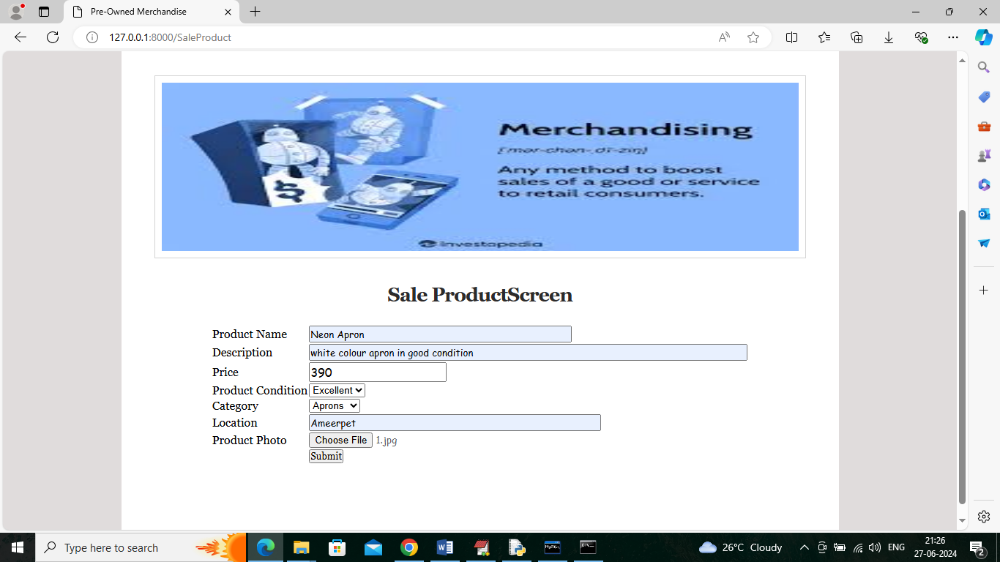 Pre-Owned Merchandise
127.0.0.1:8000/SaleProduct
Merchandising
['mər-chən-ˌdī-ziŋ]
Any method to boost
sales of a good or service
to retail consumers.
Investopedia
Sale ProductScreen
Product Name Neon Apron
Description white colour apron in good condition
Price 390
Product Condition Excellent
Category Aprons
Location Ameerpet
Product Photo Choose File 1.jpg
Submit
Type here to search
26°C Cloudy
ENG
21:26
27-06-2024
2